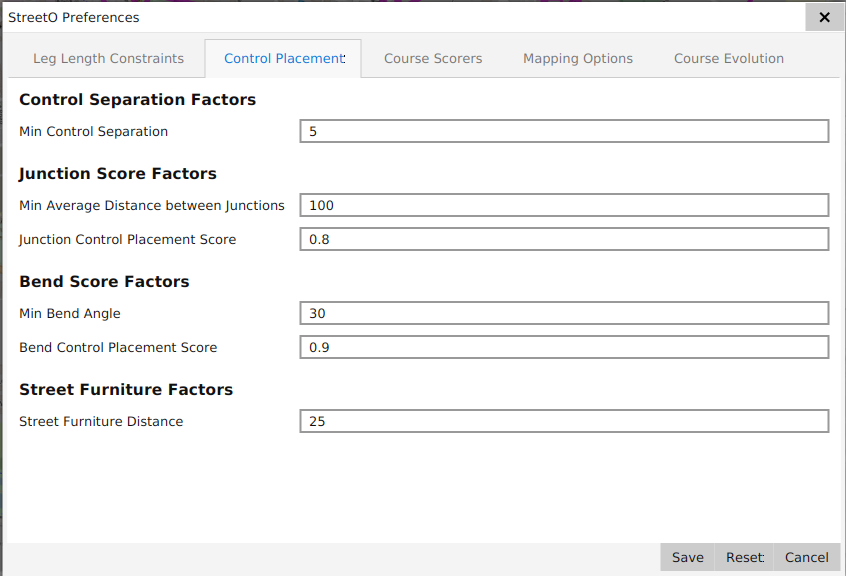 StreetO Preferences
Leg Length Constraints Control Placement Course Scorers Mapping Options Course Evolution
Control Separation Factors
Min Control Separation 5
Junction Score Factors
Min Average Distance between Junctions 100
Junction Control Placement Score 0.8
Bend Score Factors
Min Bend Angle 30
Bend Control Placement Score 0.9
Street Furniture Factors
Street Furniture Distance 25
Save Reset Cancel